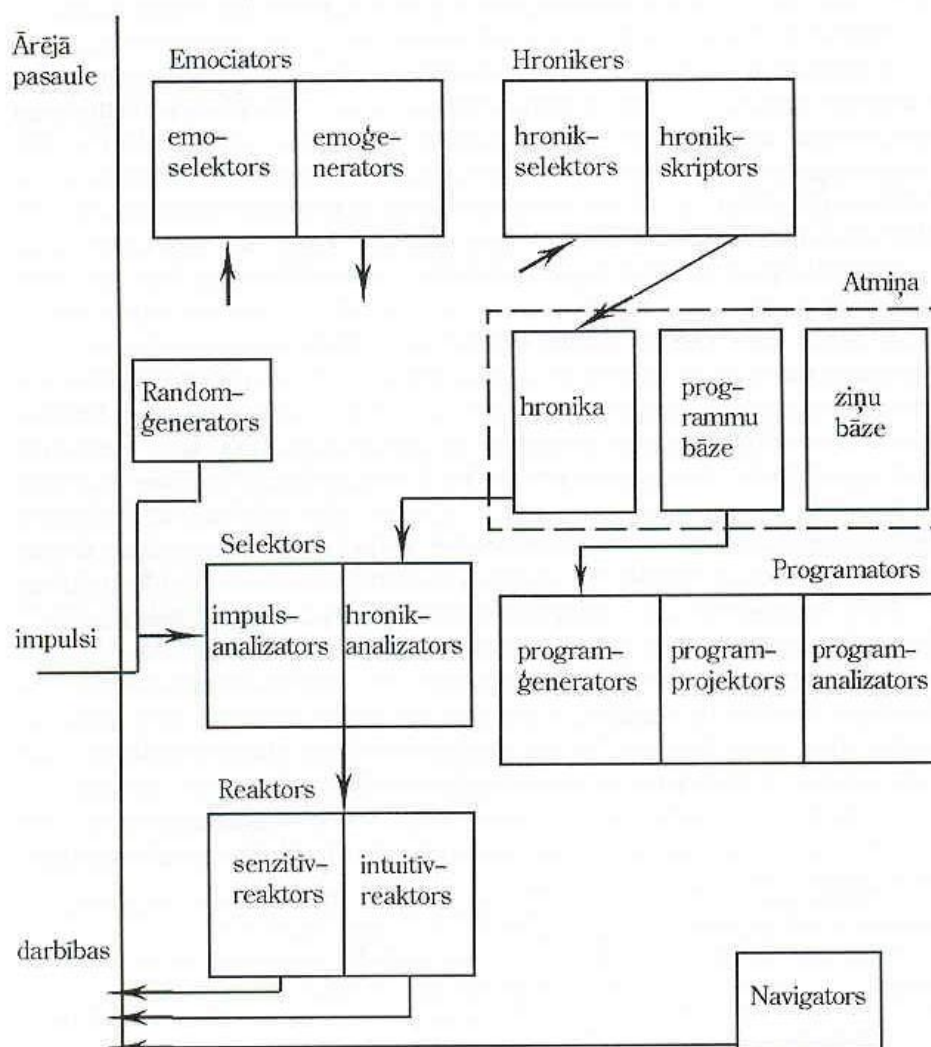 Ārējā
pasaule
Emociators
Hronikers
emo-
selektors
emoģe-
nerators
hronik-
selektors
hronik-
skriptors
Atmiņa
Random-
ģenerators
hronika
prog-
rammu
bāze
ziņu
bāze
Selektors
Programators
impulsi
impuls-
analizators
hronik-
analizators
program-
ģenerators
program-
projektors
program-
analizators
Reaktors
senzitīv-
reaktors
intuitīv-
reaktors
darbības
Navigators